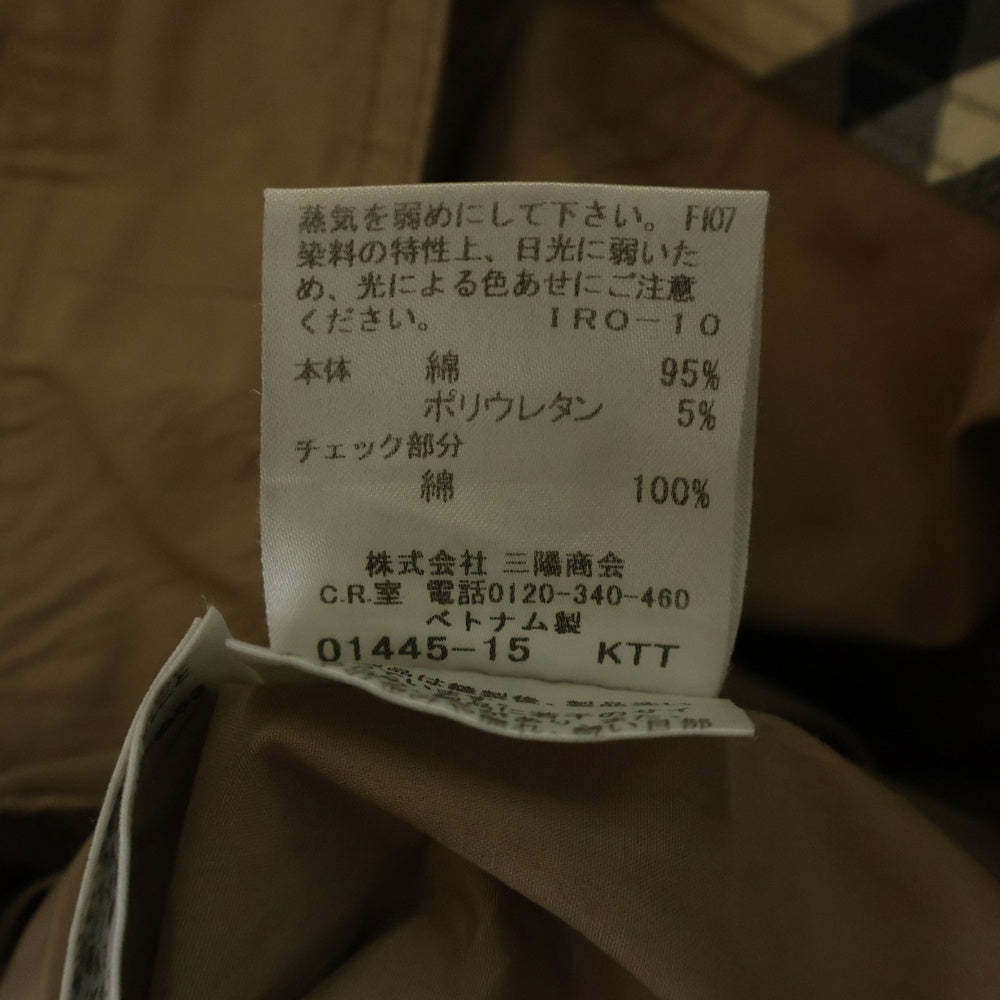 蒸気を弱めにして下さい。 FI07
染料の特性上、日光に弱いた
め、光による色あせにご注意
ください。 IRO-10
本体 綿 95%
ポリウレタン 5%
チェック部分
綿 100%
株式会社 三陽商会
C.R.室 電話0120-340-460
ベトナム製
01445-15 KTT